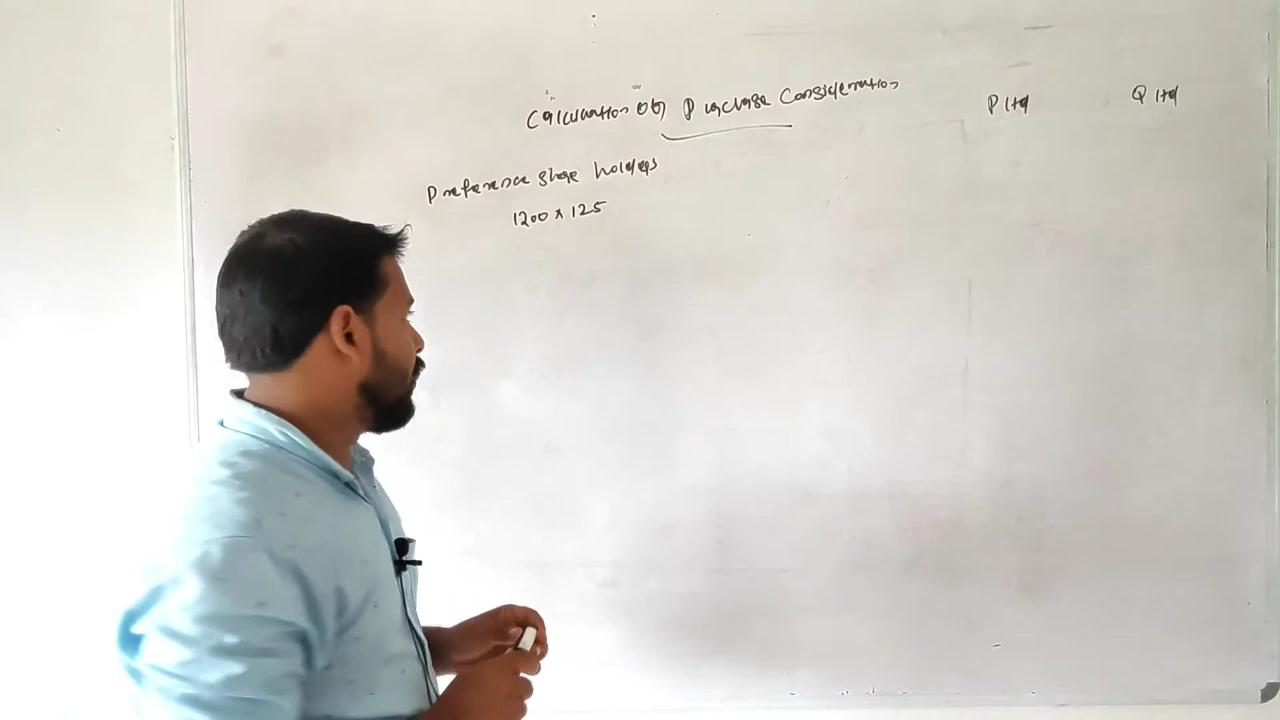 Calculation of Purchase Consideration P ltd Q ltd
Preference share holders
1200 x 125